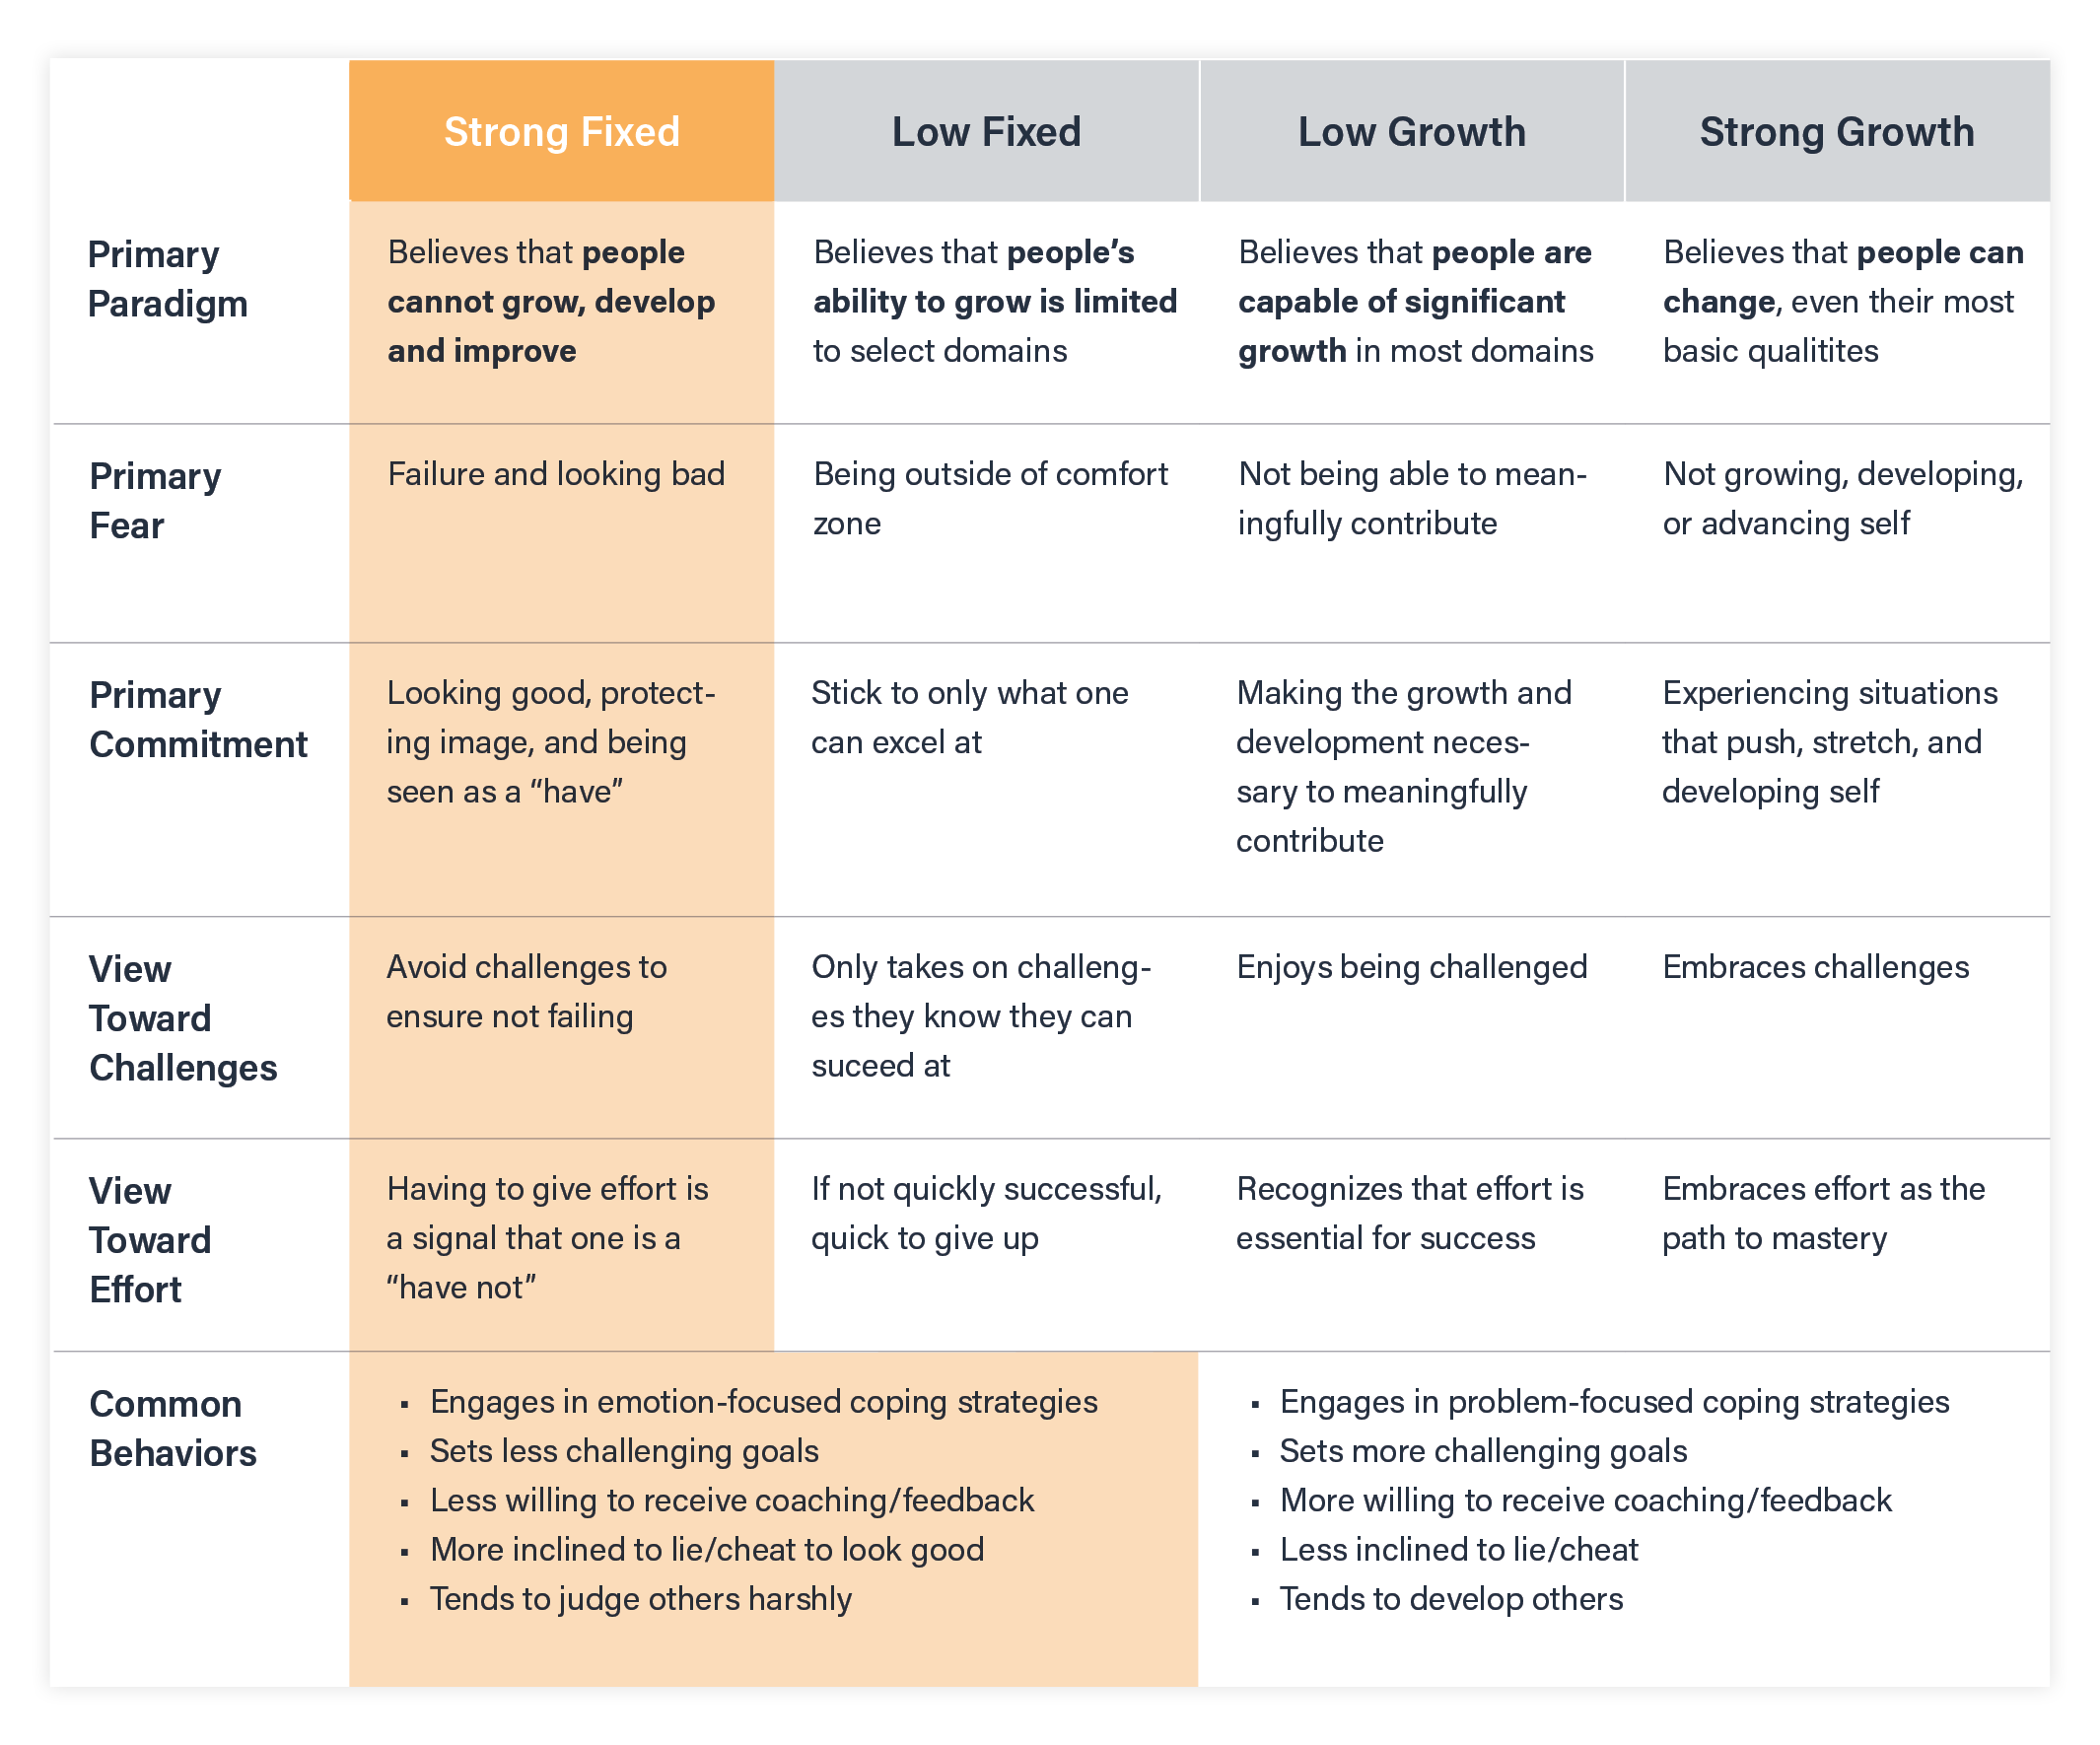 Strong Fixed
Low Fixed
Low Growth
Strong Growth
Primary
Paradigm
Believes that people
cannot grow, develop
and improve
Believes that people’s
ability to grow is limited
to select domains
Believes that people are
capable of significant
growth in most domains
Believes that people can
change, even their most
basic qualitites
Primary
Fear
Failure and looking bad
Being outside of comfort
zone
Not being able to mean-
ingfully contribute
Not growing, developing,
or advancing self
Primary
Commitment
Looking good, protect-
ing image, and being
seen as a “have”
Stick to only what one
can excel at
Making the growth and
development neces-
sary to meaningfully
contribute
Experiencing situations
that push, stretch, and
developing self
View
Toward
Challenges
Avoid challenges to
ensure not failing
Only takes on challeng-
es they know they can
suceed at
Enjoys being challenged
Embraces challenges
View
Toward
Effort
Having to give effort is
a signal that one is a
“have not”
If not quickly successful,
quick to give up
Recognizes that effort is
essential for success
Embraces effort as the
path to mastery
Common
Behaviors
▪ Engages in emotion-focused coping strategies
▪ Sets less challenging goals
▪ Less willing to receive coaching/feedback
▪ More inclined to lie/cheat to look good
▪ Tends to judge others harshly
▪ Engages in problem-focused coping strategies
▪ Sets more challenging goals
▪ More willing to receive coaching/feedback
▪ Less inclined to lie/cheat
▪ Tends to develop others